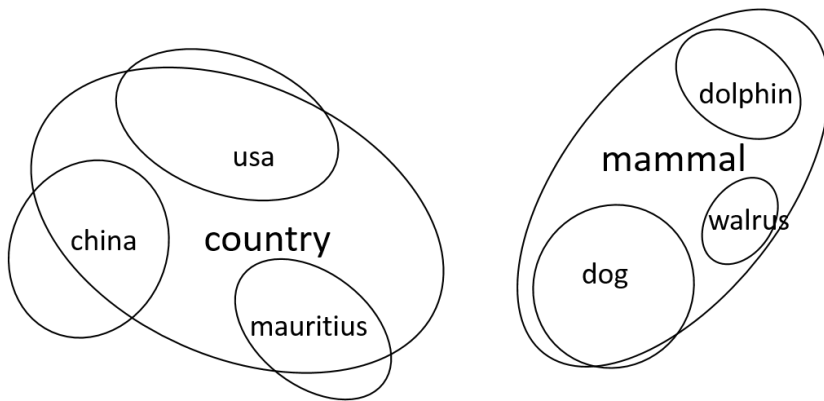 usa
china
country
mauritius
dolphin
mammal
walrus
dog